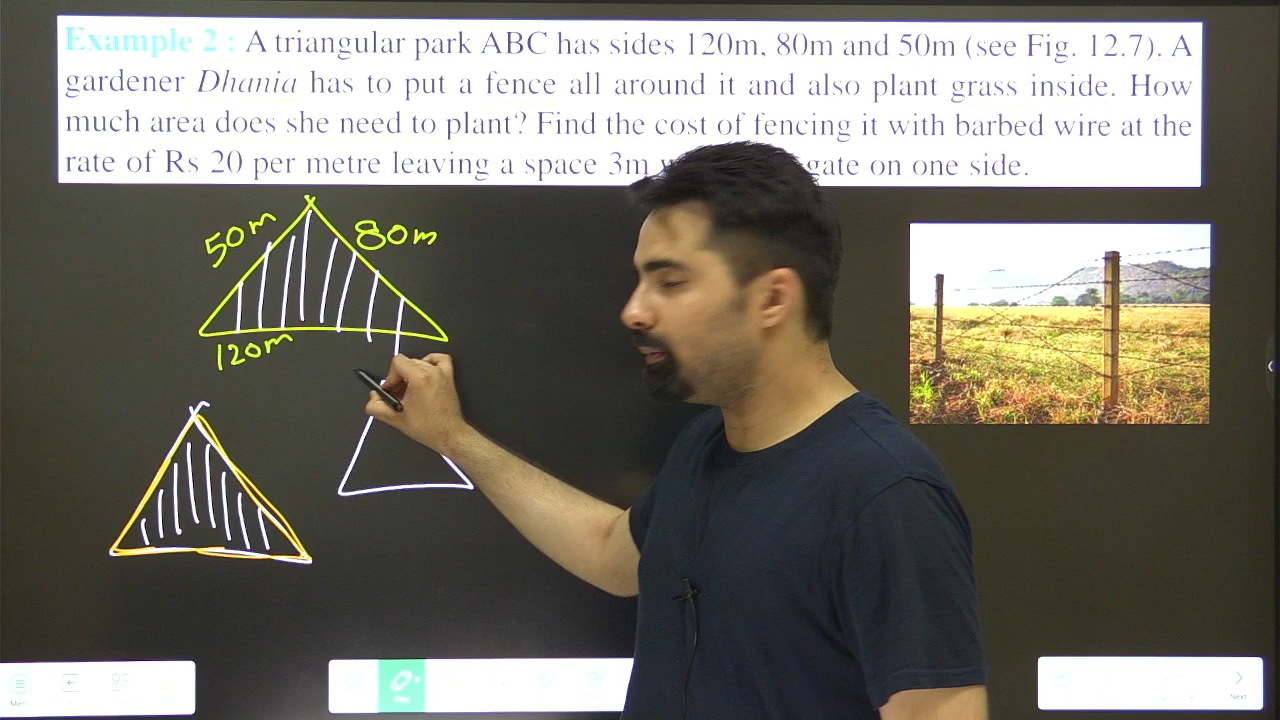 Example 2 : A triangular park ABC has sides 120m, 80m and 50m (see Fig. 12.7). A
gardener Dhania has to put a fence all around it and also plant grass inside. How
much area does she need to plant? Find the cost of fencing it with barbed wire at the
rate of Rs 20 per metre leaving a space 3m gate on one side.
50m
80m
120m
Next